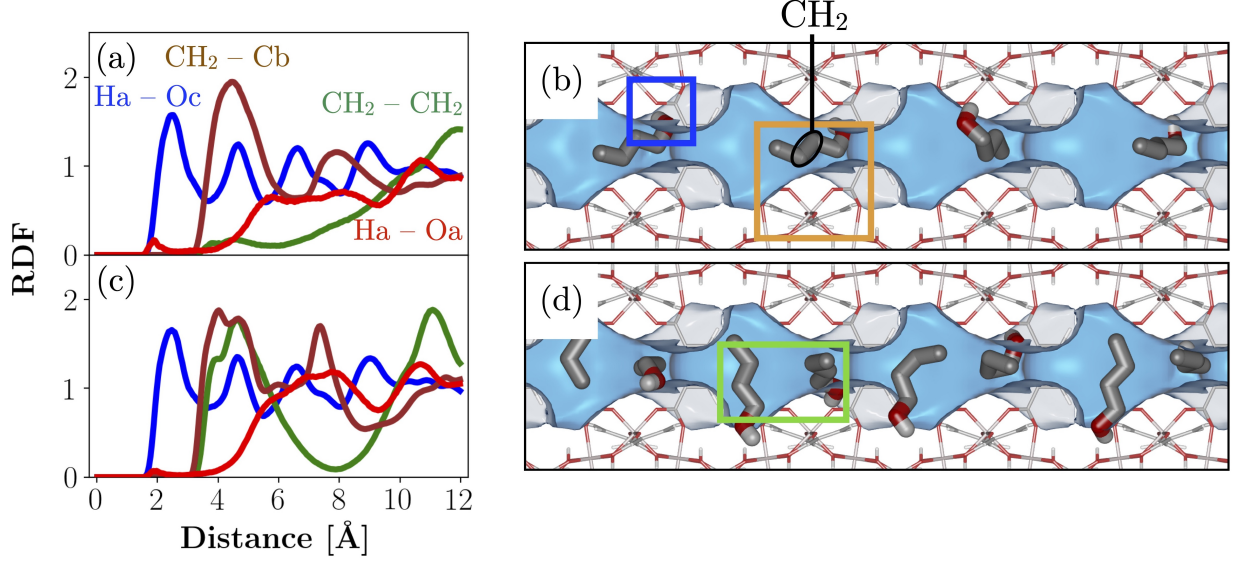 CH₂
(a)
CH₂ – Cb
Ha – Oc
CH₂ – CH₂
Ha – Oa
2
1
0
(b)
(c)
2
1
0
(d)
RDF
0 2 4 6 8 10 12
Distance [Å]